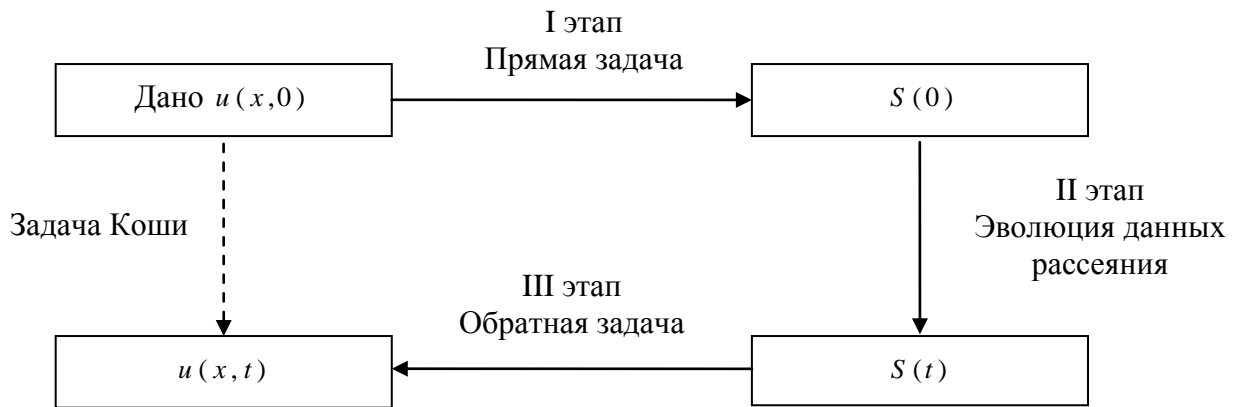 I этап
Прямая задача
Дано u(x,0)
S(0)
Задача Коши
II этап
Эволюция данных
рассеяния
III этап
Обратная задача
u(x,t)
S(t)